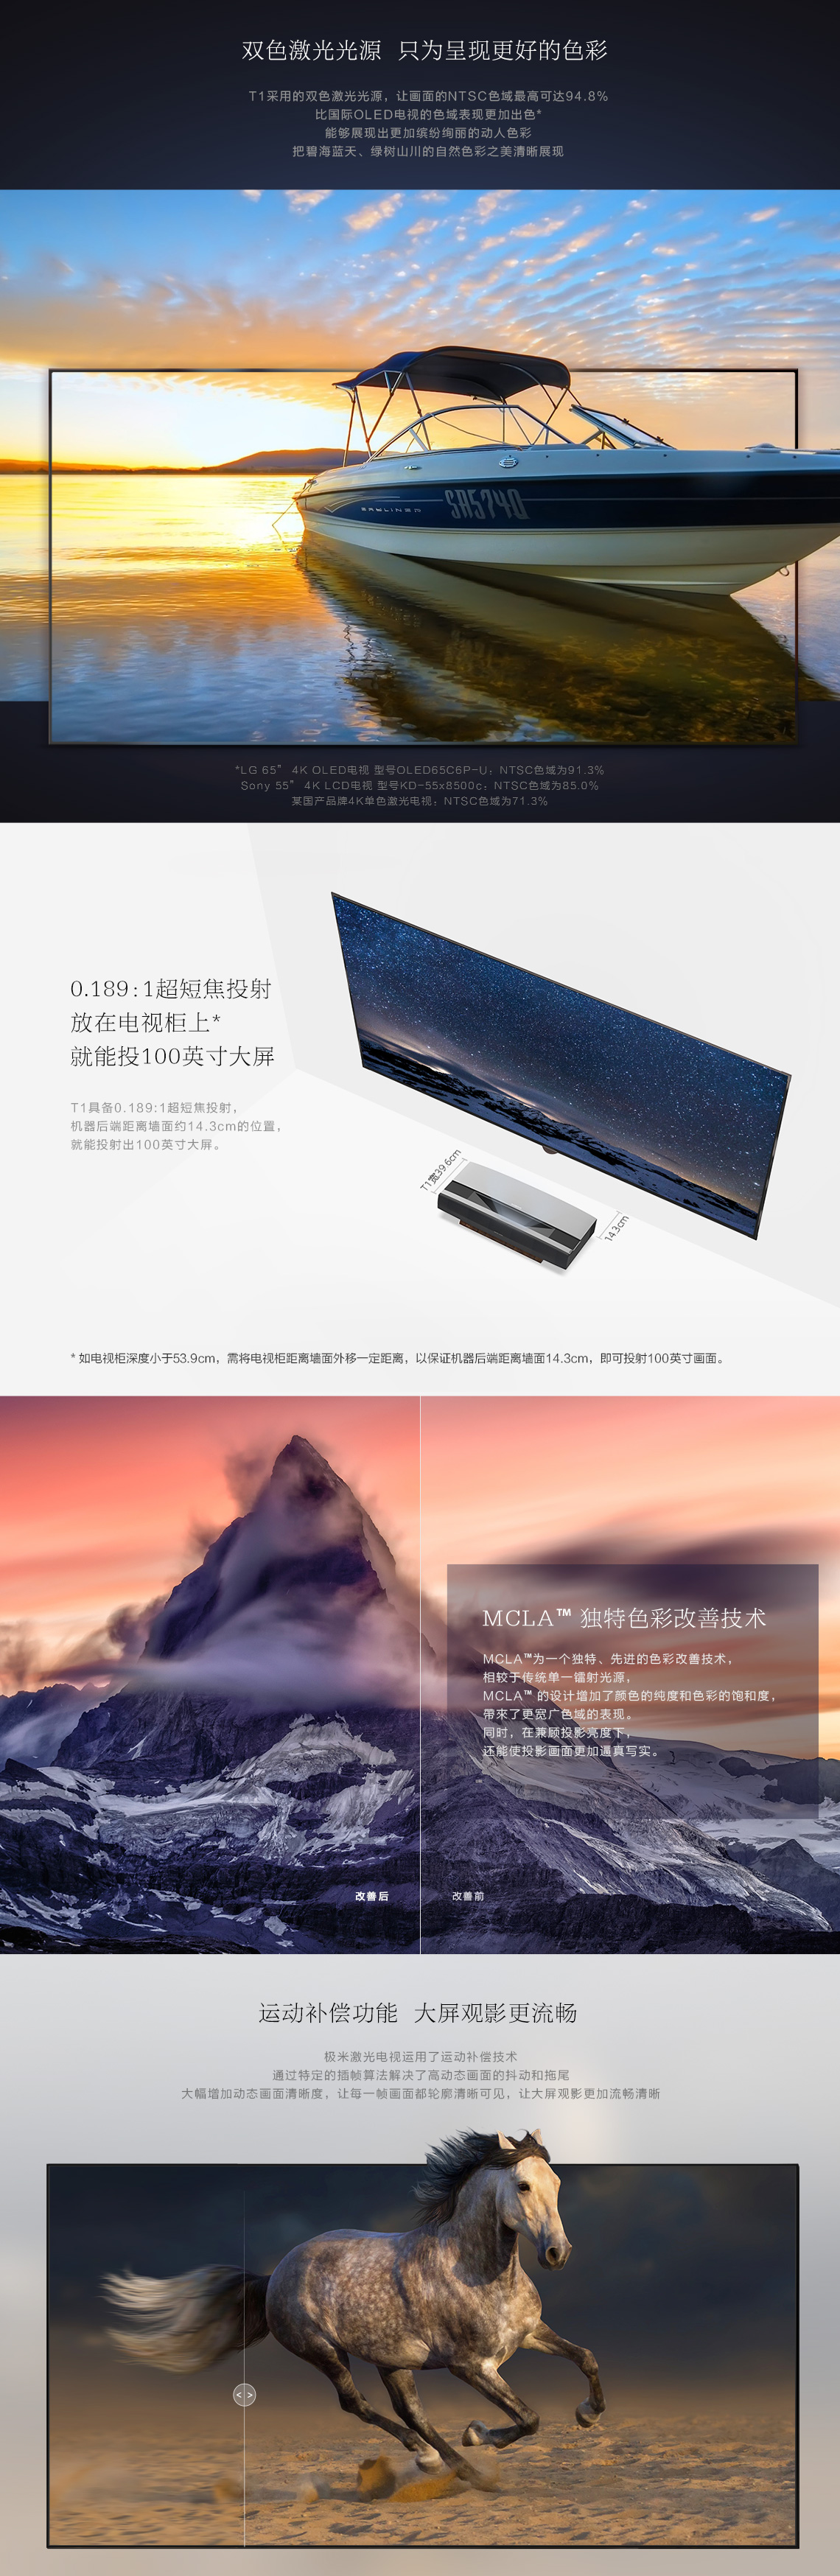 双色激光光源 只为呈现更好的色彩
T1采用的双色激光光源，让画面的NTSC色域最高可达94.8%
比国际OLED电视的色域表现更加出色*
能够展现出更加缤纷绚丽的动人色彩
把碧海蓝天、绿树山川的自然色彩之美清晰展现
SKYLINER
SA574Q
*LG 65” 4K OLED电视 型号OLED65C6P-U：NTSC色域为91.3%
Sony 55” 4K LCD电视 型号KD-55x8500c：NTSC色域为85.0%
某国产品牌4K单色激光电视：NTSC色域为71.3%
0.189:1超短焦投射
放在电视柜上*
就能投100英寸大屏
T1具备0.189:1超短焦投射，
机器后端距离墙面约14.3cm的位置，
就能投射出100英寸大屏。
T1宽39.6cm
14.3cm
* 如电视柜深度小于53.9cm，需将电视柜距离墙面外移一定距离，以保证机器后端距离墙面14.3cm，即可投射100英寸画面。
MCLA™ 独特色彩改善技术
MCLA™为一个独特、先进的色彩改善技术，
相较于传统单一镭射光源，
MCLA™ 的设计增加了颜色的纯度和色彩的饱和度，
带來了更宽广色域的表现。
同时，在兼顾投影亮度下，
还能使投影画面更加逼真写实。
改善后
改善前
运动补偿功能 大屏观影更流畅
极米激光电视运用了运动补偿技术
通过特定的插帧算法解决了高动态画面的抖动和拖尾
大幅增加动态画面清晰度，让每一帧画面都轮廓清晰可见，让大屏观影更加流畅清晰
< >